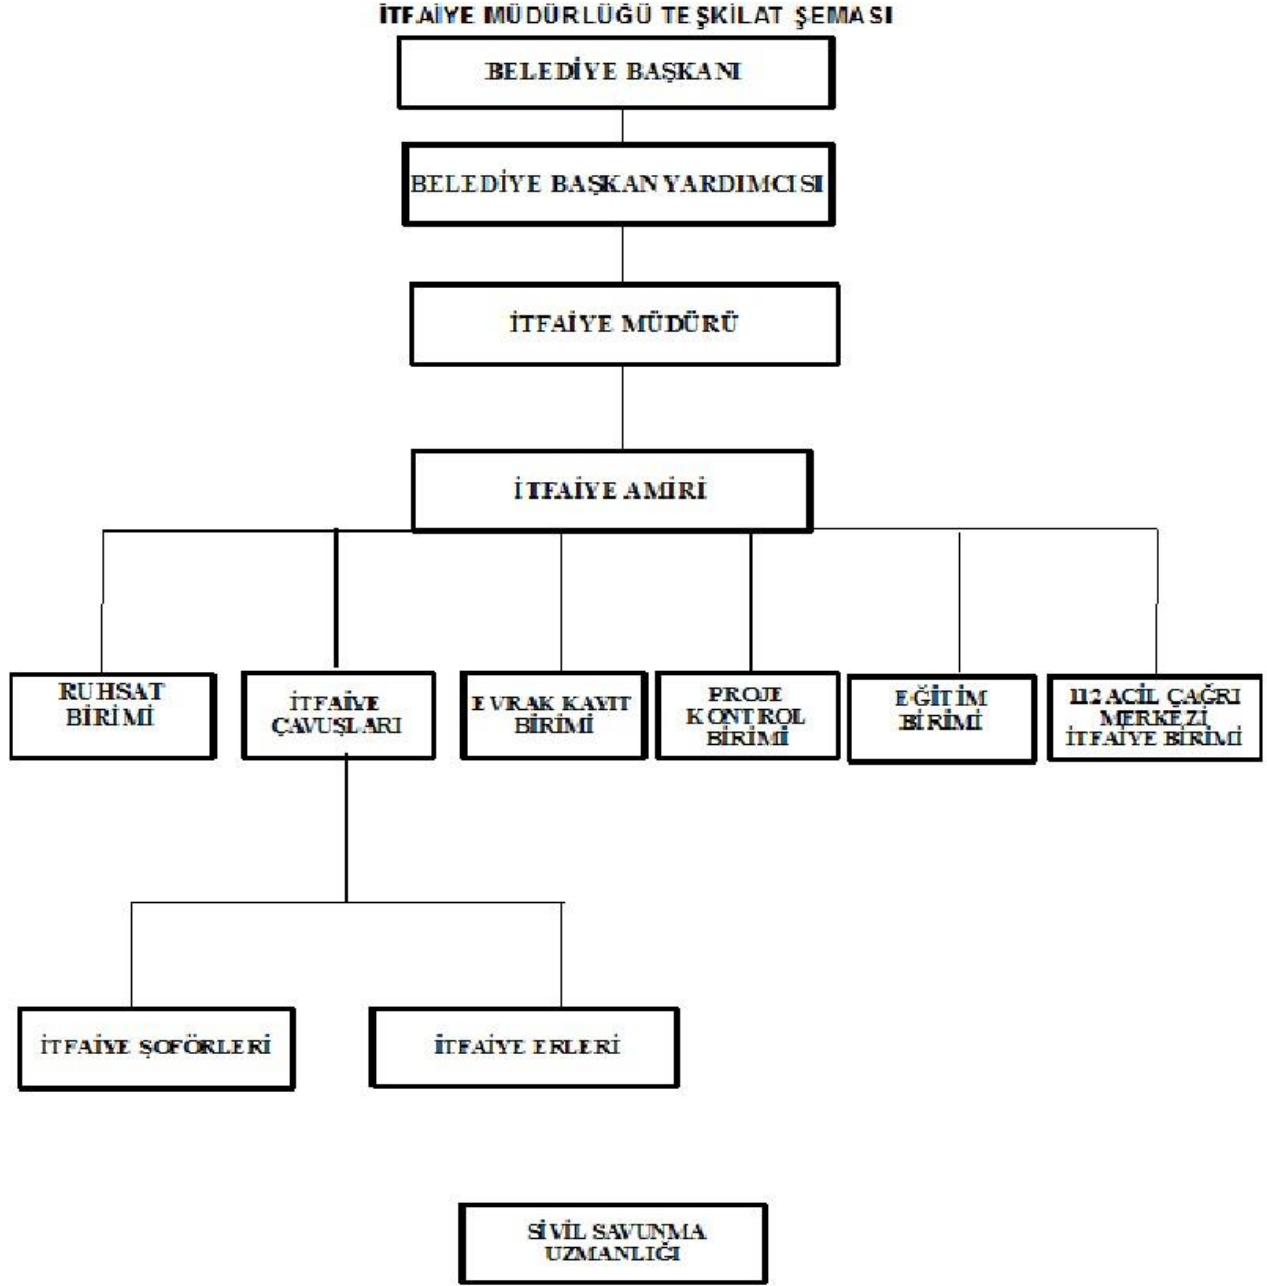 İTFAİYE MÜDÜRLÜĞÜ TEŞKİLAT ŞEMASI
BELEDİYE BAŞKANI
BELEDİYE BAŞKAN YARDIMCISI
İTFAİYE MÜDÜRÜ
İTFAİYE AMİRİ
RUHSAT
BİRİMİ
İTFAİYE
ÇAVUŞLARI
EVRAK KAYIT
BİRİMİ
PROJE
KONTROL
BİRİMİ
EĞİTİM
BİRİMİ
112 ACİL ÇAĞRI
MERKEZİ
İTFAİYE BİRİMİ
İTFAİYE ŞOFÖRLERİ
İTFAİYE ERLERİ
SİVİL SAVUNMA
UZMANLIĞI